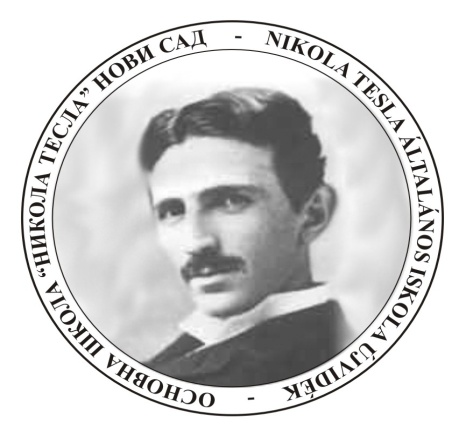 ОСНОВНА ШКОЛА “НИКОЛА ТЕСЛА” НОВИ САД
-
NIKOLA TESLA ÁLTALÁNOS ISKOLA ÚJVIDÉK
-